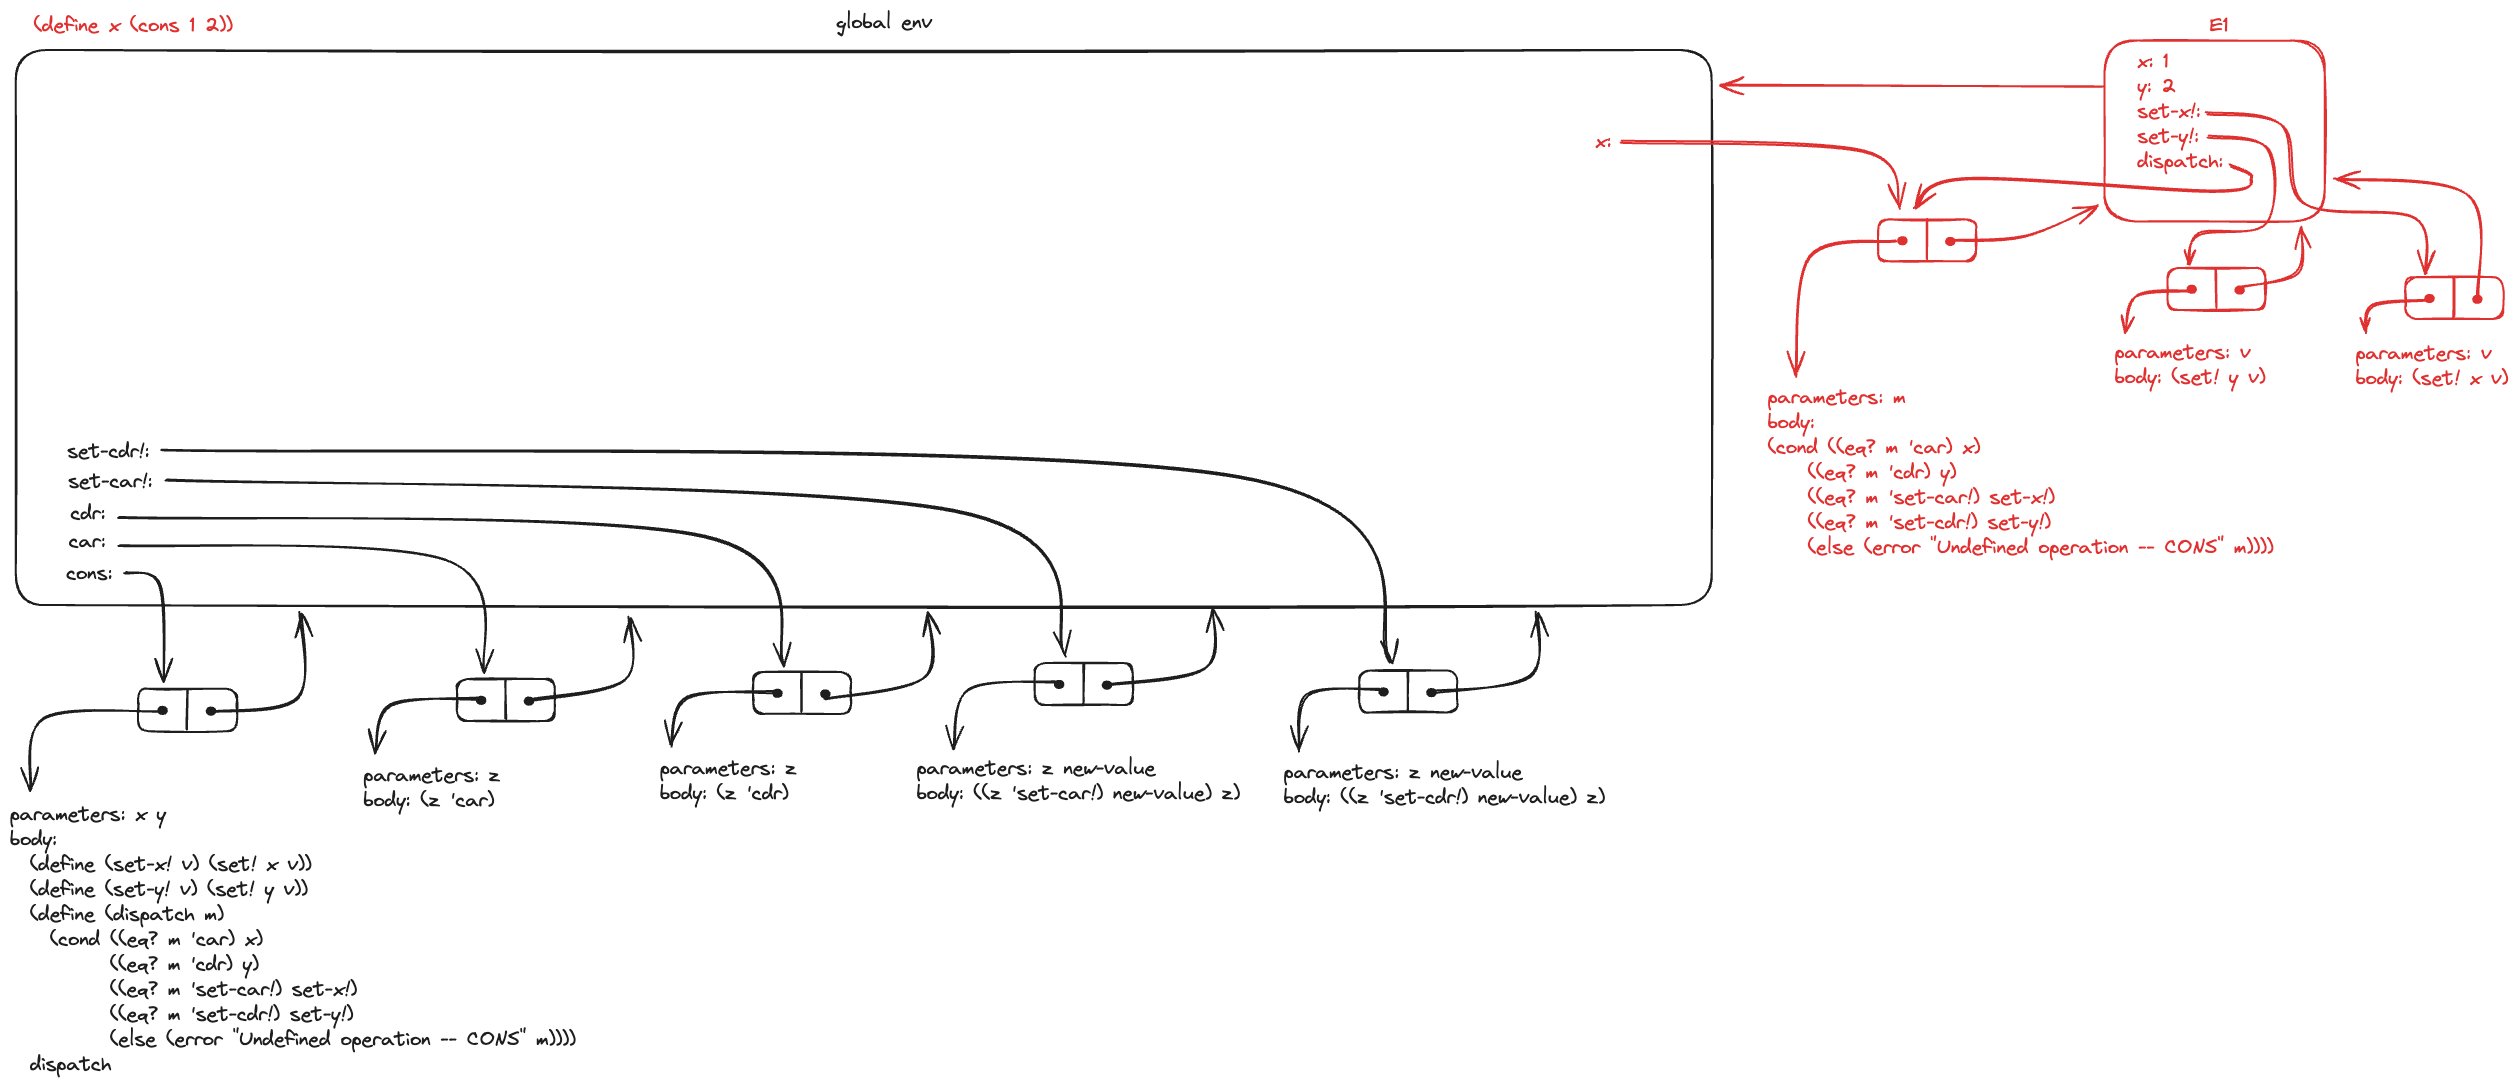 (define x (cons 1 2))
global env
E1
x: 1
y: 2
set-x!:
set-y!:
dispatch:
x:
parameters: v
body: (set! y v)
parameters: v
body: (set! x v)
parameters: m
body:
(cond ((eq? m 'car) x)
((eq? m 'cdr) y)
((eq? m 'set-car!) set-x!)
((eq? m 'set-cdr!) set-y!)
(else (error "Undefined operation -- CONS" m))))
set-cdr!:
set-car!:
cdr:
car:
cons:
parameters: x y
body:
(define (set-x! v) (set! x v))
(define (set-y! v) (set! y v))
(define (dispatch m)
(cond ((eq? m 'car) x)
((eq? m 'cdr) y)
((eq? m 'set-car!) set-x!)
((eq? m 'set-cdr!) set-y!)
(else (error "Undefined operation -- CONS" m))))
dispatch
parameters: z
body: (z 'car)
parameters: z
body: (z 'cdr)
parameters: z new-value
body: ((z 'set-car!) new-value) z)
parameters: z new-value
body: ((z 'set-cdr!) new-value) z)